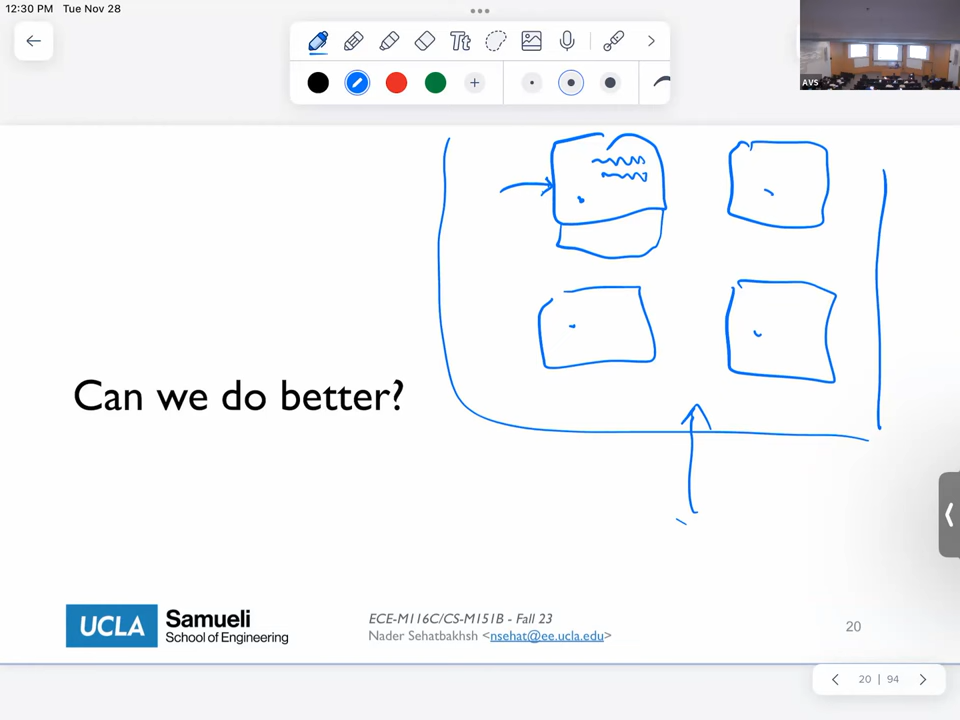 12:30 PM Tue Nov 28
Tt
AVS
Can we do better?
UCLA
Samueli
School of Engineering
ECE-M116C/CS-M151B - Fall 23
Nader Sehatbakhsh <nsehat@ee.ucla.edu>
20
20 | 94